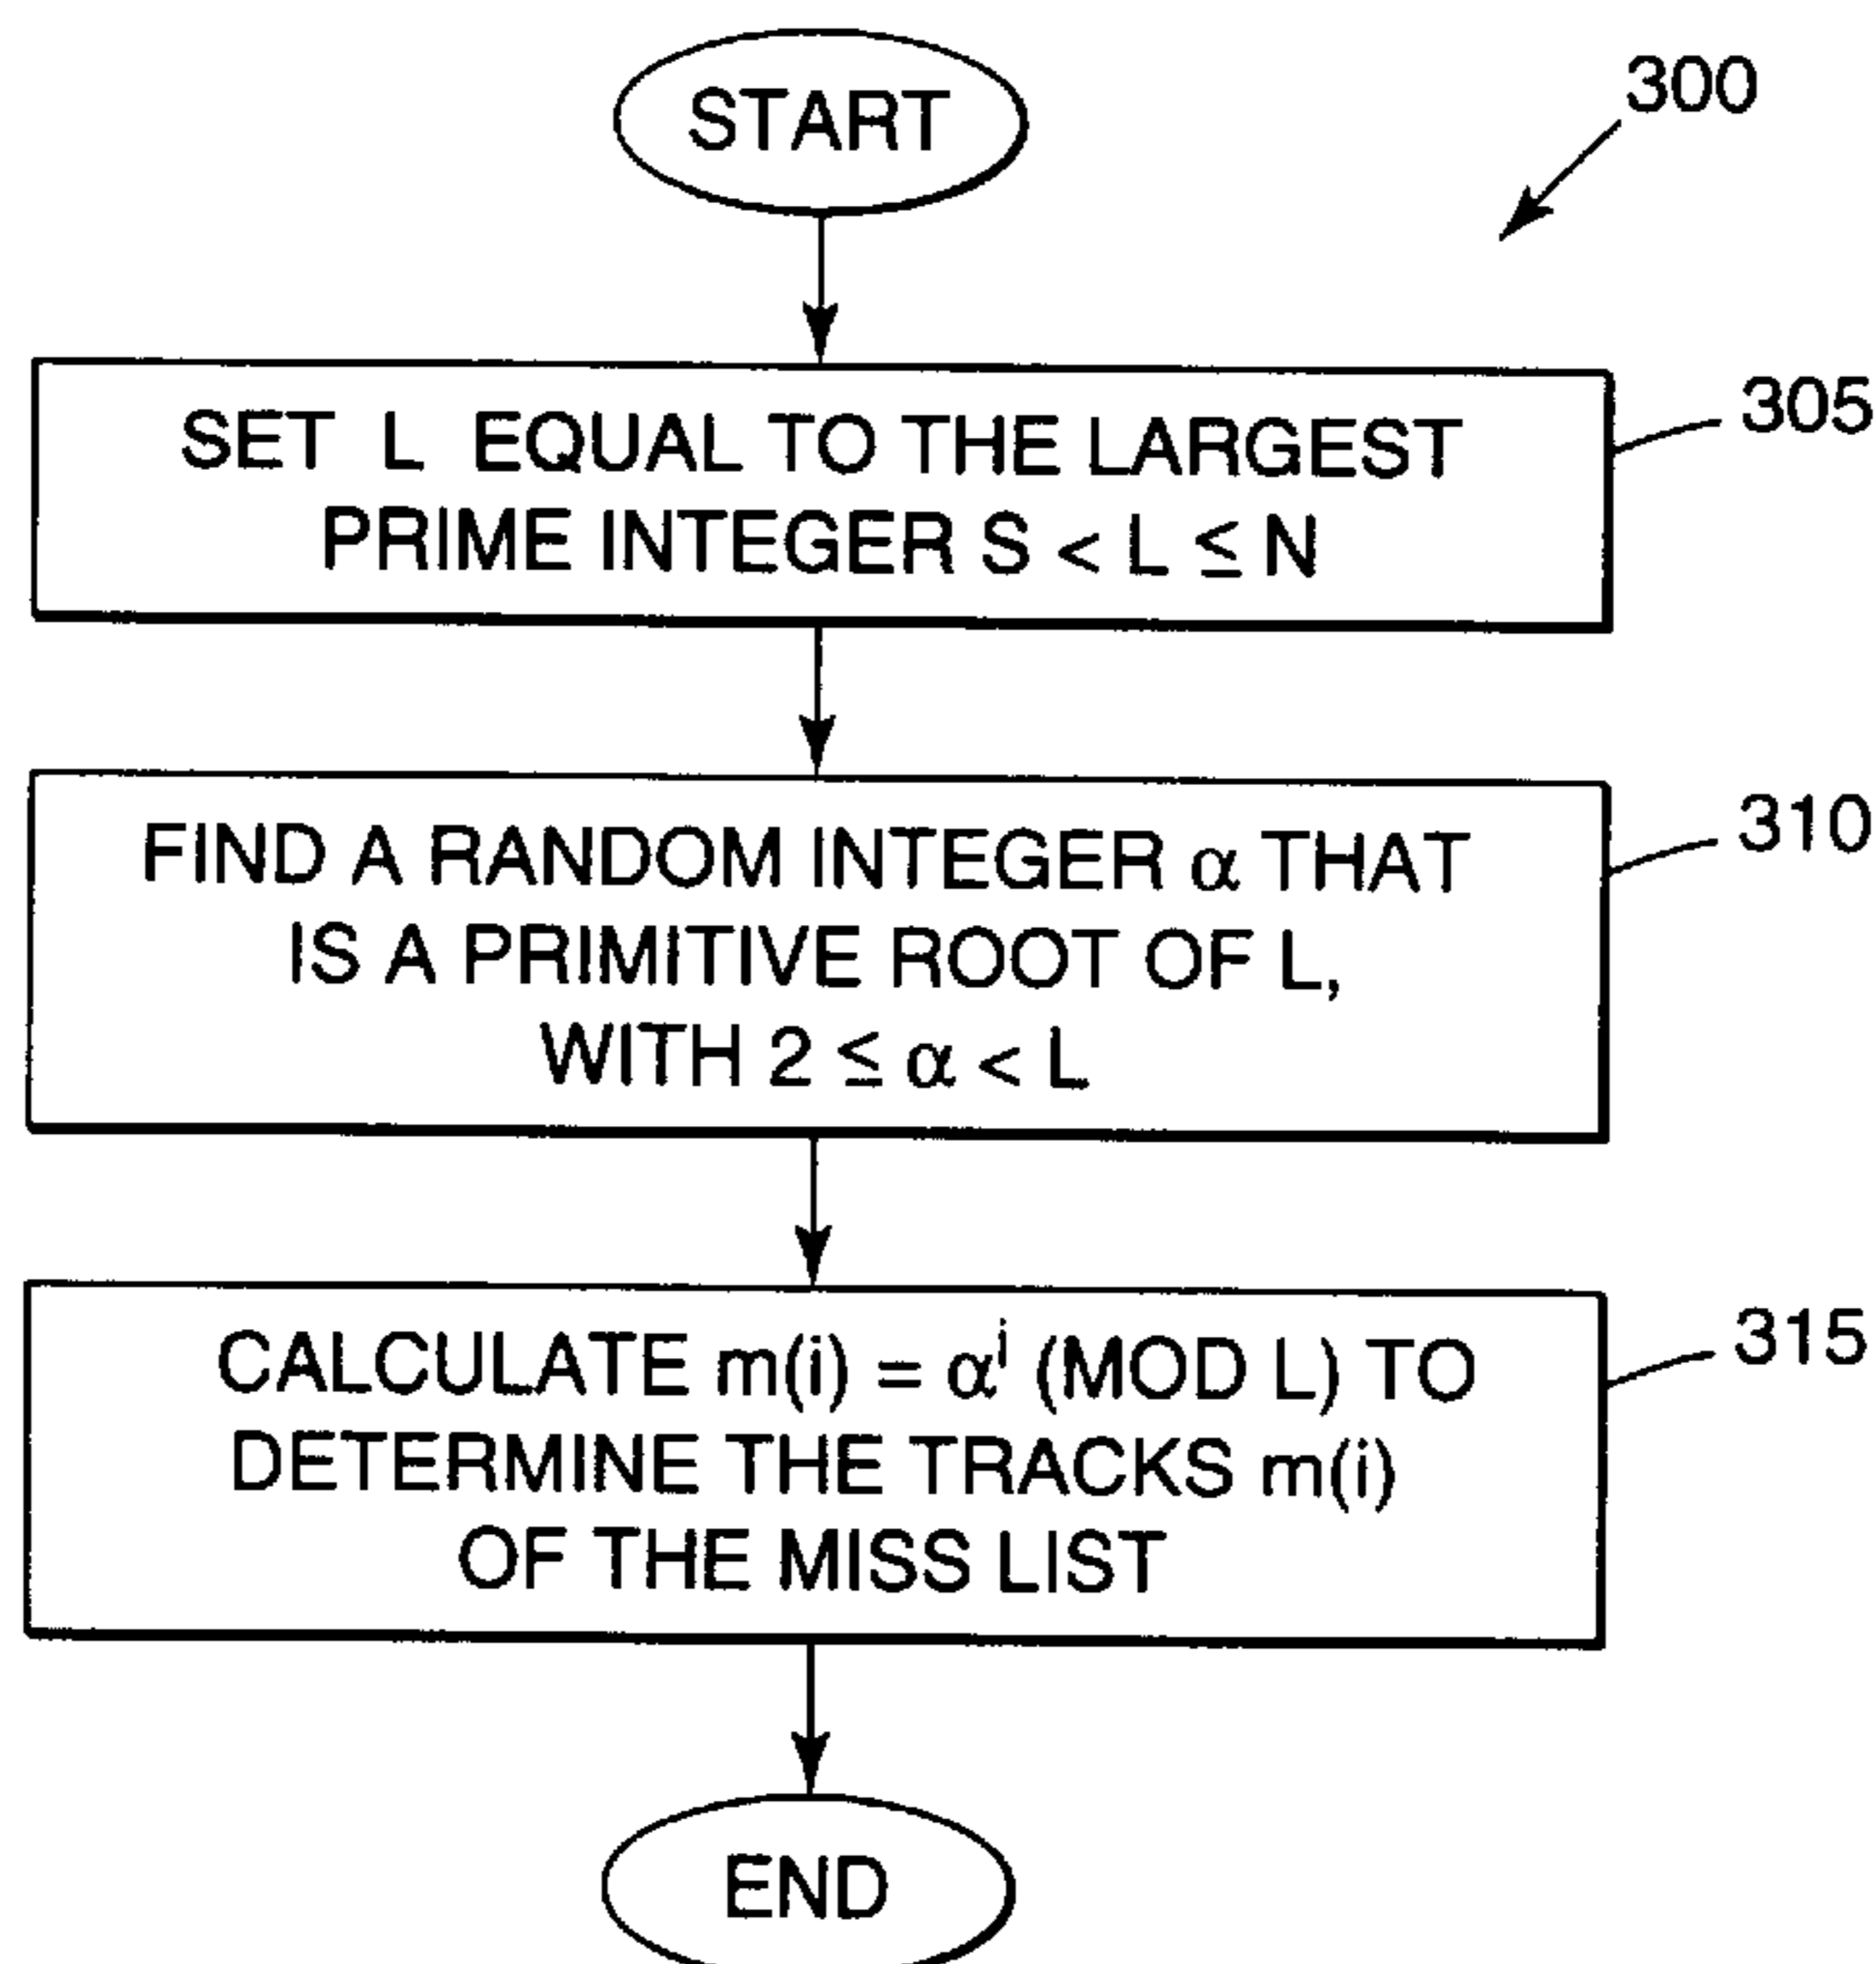 START
300
SET L EQUAL TO THE LARGEST
PRIME INTEGER S < L ≤ N
305
FIND A RANDOM INTEGER α THAT
IS A PRIMITIVE ROOT OF L,
WITH 2 ≤ α < L
310
CALCULATE m(i) = αⁱ (MOD L) TO
DETERMINE THE TRACKS m(i)
OF THE MISS LIST
315
END